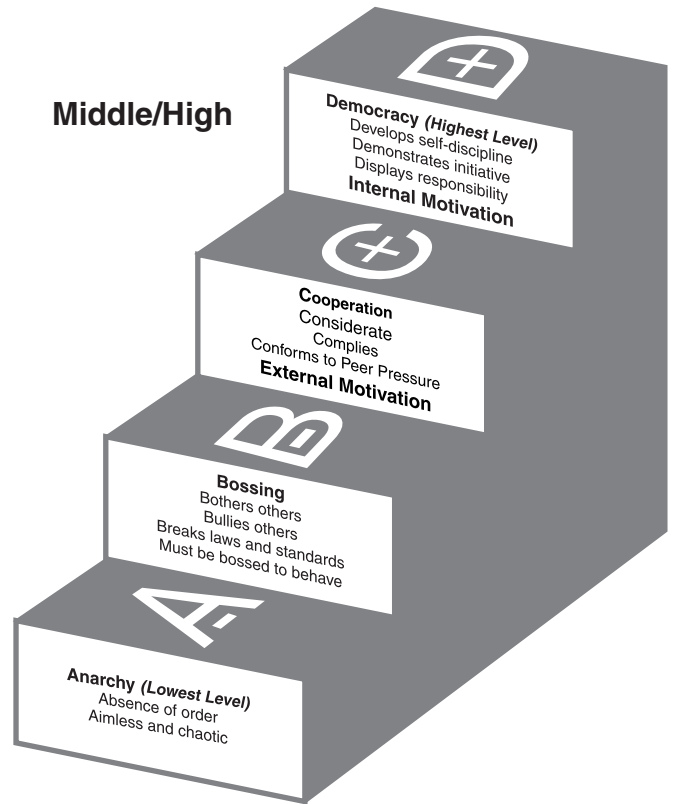 D+
Middle/High
Democracy (Highest Level)
Develops self-discipline
Demonstrates initiative
Displays responsibility
Internal Motivation
C+
Cooperation
Considerate
Complies
Conforms to Peer Pressure
External Motivation
B-
Bossing
Bothers others
Bullies others
Breaks laws and standards
Must be bossed to behave
A-
Anarchy (Lowest Level)
Absence of order
Aimless and chaotic